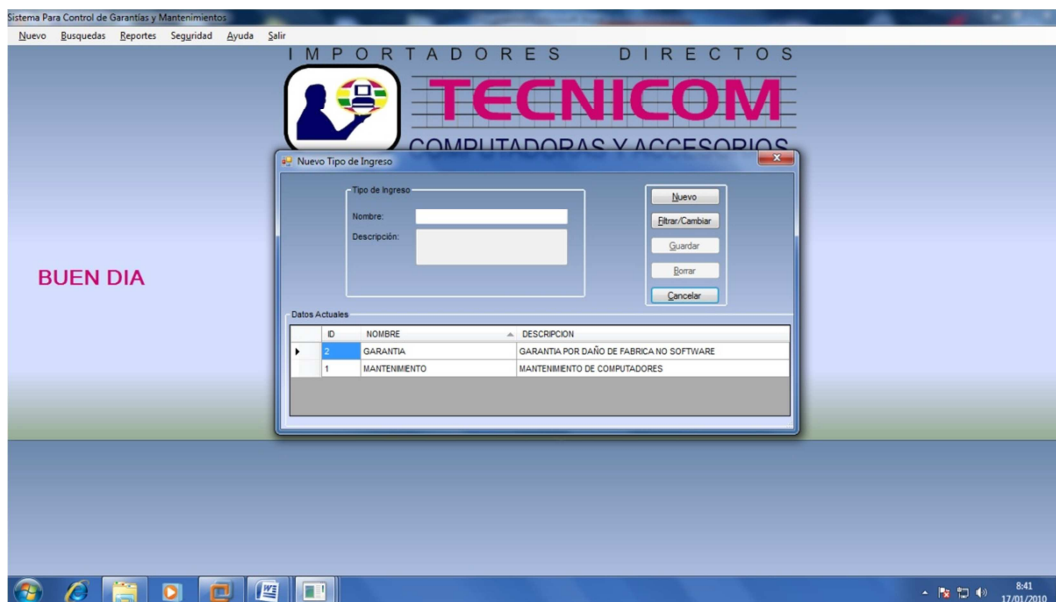 Sistema Para Control de Garantías y Mantenimientos
Nuevo Busquedas Reportes Seguridad Ayuda Salir
IMPORTADORES DIRECTOS
TECNICOM
COMPUTADORAS Y ACCESORIOS
Nuevo Tipo de Ingreso
Tipo de Ingreso
Nombre:
Descripción:
Nuevo
Filtrar/Cambiar
Guardar
Borrar
Cancelar
BUEN DIA
Datos Actuales
ID NOMBRE DESCRIPCION
2 GARANTIA GARANTIA POR DAÑO DE FABRICA NO SOFTWARE
1 MANTENIMIENTO MANTENIMIENTO DE COMPUTADORES
8:41
17/01/2010